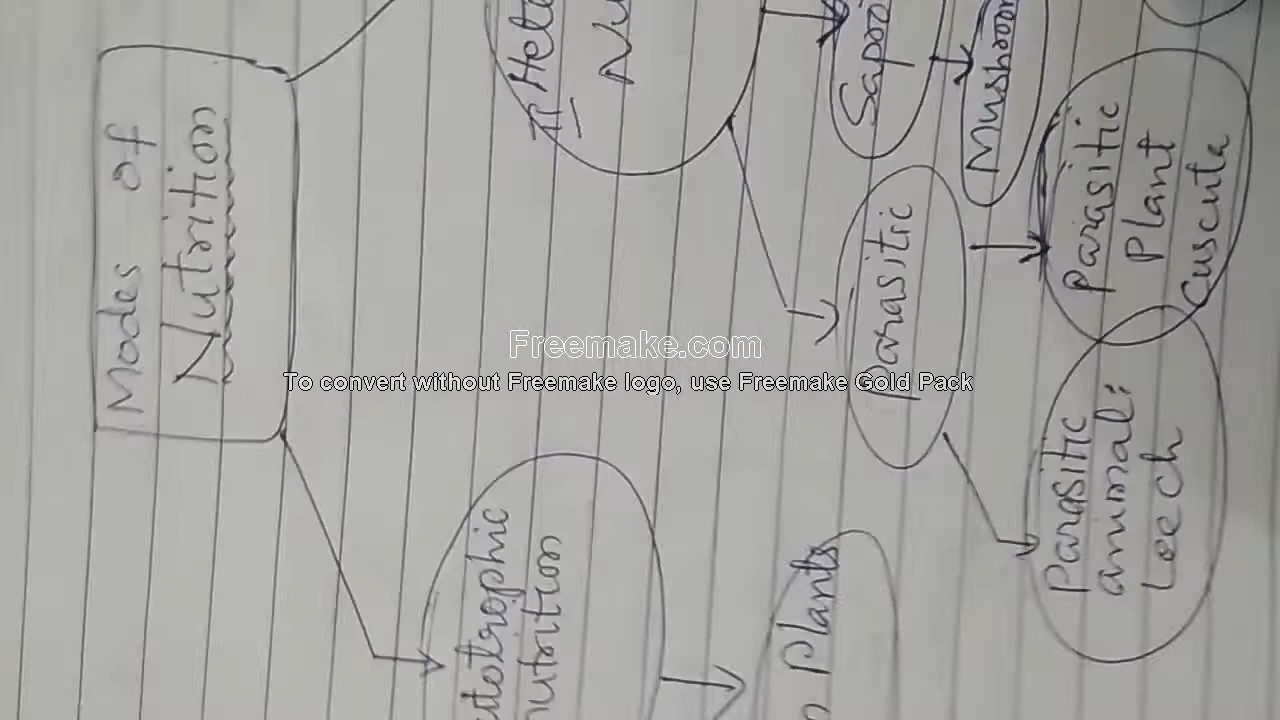 Modes of
Nutrition
Parasitic
Mushroom
Parasitic
Plant
Cuscuta
Parasitic
animal:
Leech
Plants
Freemake.com
To convert without Freemake logo, use Freemake Gold Pack